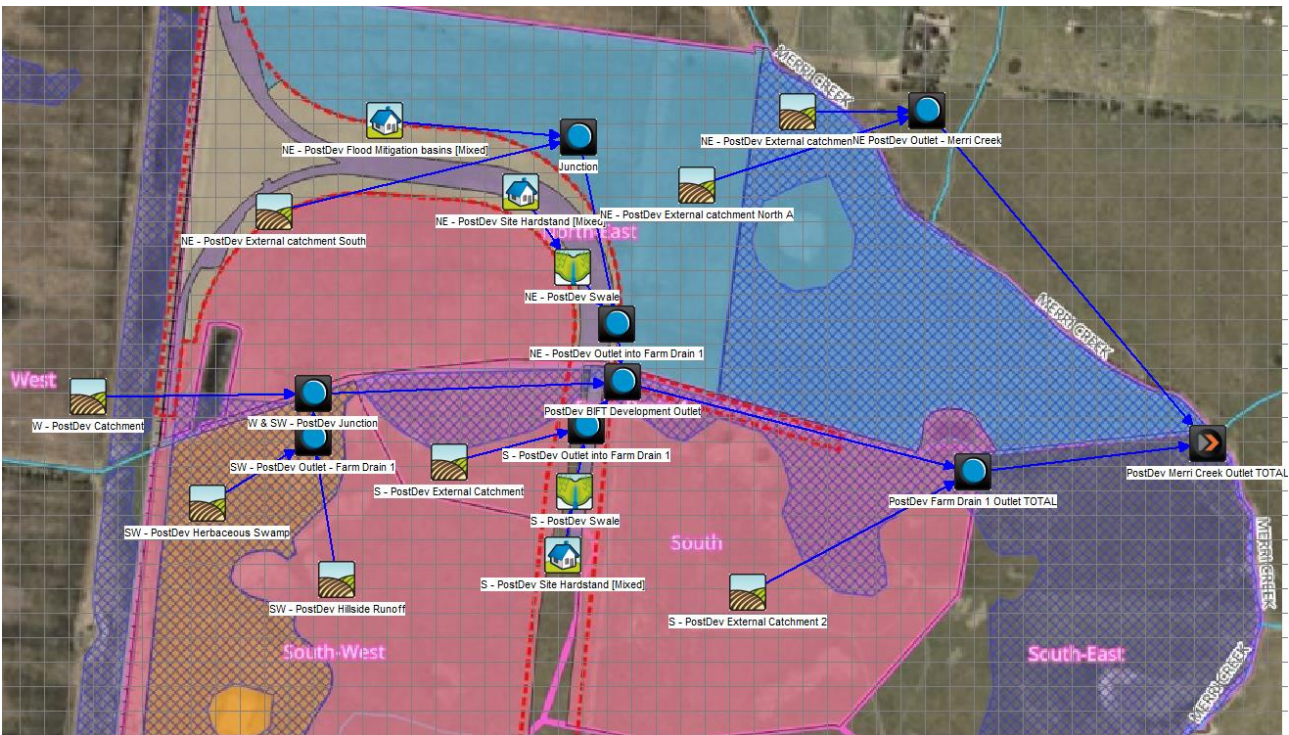 MERRI CREEK
NE - PostDev External catchmen
NE PostDev Outlet - Merri Creek
NE - PostDev Flood Mitigation basins [Mixed]
Junction
NE - PostDev External catchment North A
NE - PostDev Site Hardstand [Mixed]
North-East
NE - PostDev External catchment South
NE - PostDev Swale
MERRI CREEK
NE - PostDev Outlet into Farm Drain 1
West
PostDev BIFT Development Outlet
W - PostDev Catchment
W & SW - PostDev Junction
S - PostDev Outlet into Farm Drain 1
SW - PostDev Outlet - Farm Drain 1
PostDev Merri Creek Outlet TOTAL
S - PostDev External Catchment
PostDev Farm Drain 1 Outlet TOTAL
S - PostDev Swale
SW - PostDev Herbaceous Swamp
South
MERRI CREEK
S - PostDev Site Hardstand [Mixed]
SW - PostDev Hillside Runoff
S - PostDev External Catchment 2
South-West
South-East
MERRI CREEK